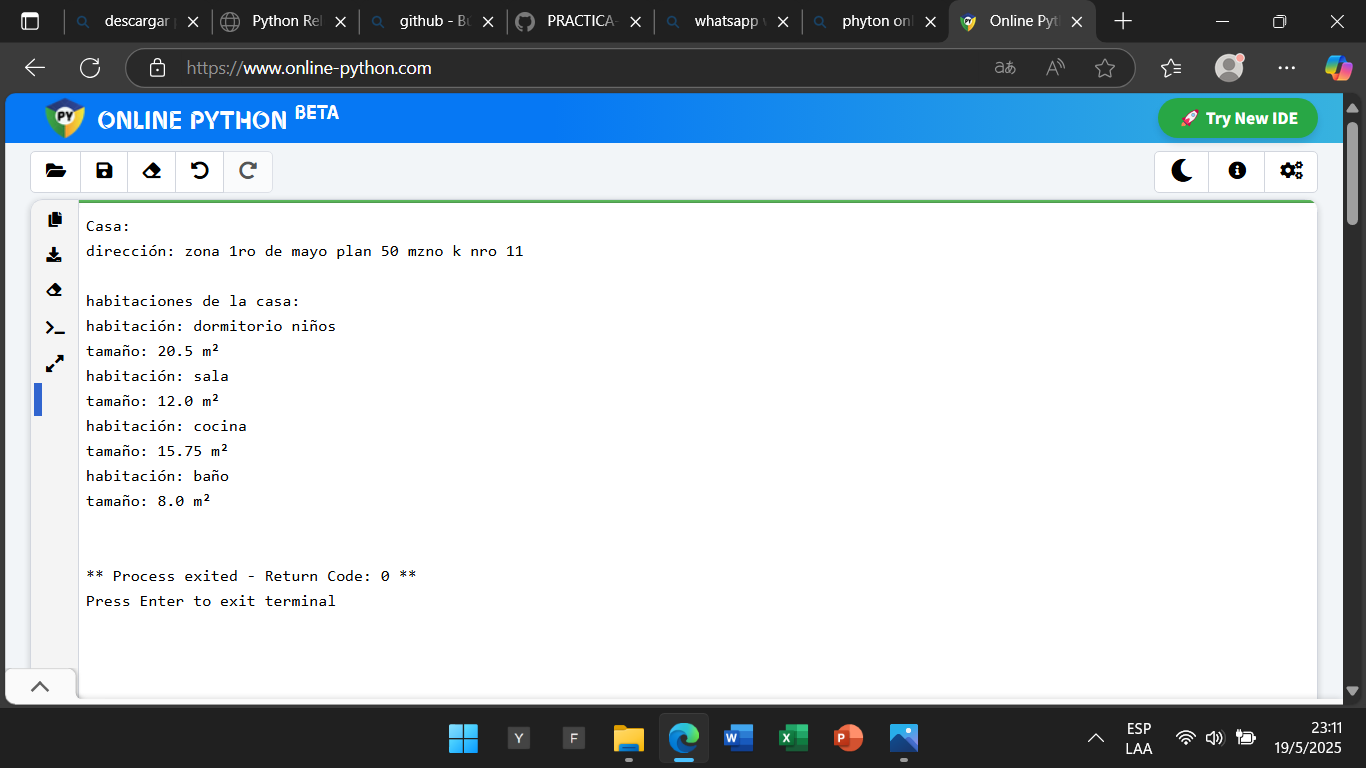 descargar
Python Rel
github - Bú
PRACTICA-
whatsapp
phyton onl
Online Pyt
https://www.online-python.com
PY
ONLINE PYTHON BETA
Try New IDE
Casa:
dirección: zona 1ro de mayo plan 50 mzno k nro 11
habitaciones de la casa:
habitación: dormitorio niños
tamaño: 20.5 m²
habitación: sala
tamaño: 12.0 m²
habitación: cocina
tamaño: 15.75 m²
habitación: baño
tamaño: 8.0 m²
** Process exited - Return Code: 0 **
Press Enter to exit terminal
Y
F
W
X
P
ESP
LAA
23:11
19/5/2025